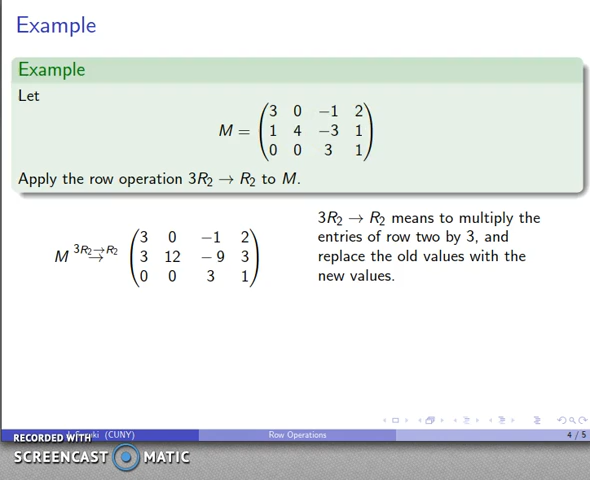 Example
Example
Let
M = (3 0 −1 2
1 4 −3 1
0 0 3 1)
Apply the row operation 3R₂ → R₂ to M.
M 3R₂→R₂ → (3 0 −1 2
3 12 −9 3
0 0 3 1)
3R₂ → R₂ means to multiply the
entries of row two by 3, and
replace the old values with the
new values.
(CUNY) Row Operations 4 / 5
RECORDED WITH
SCREENCAST MATIC